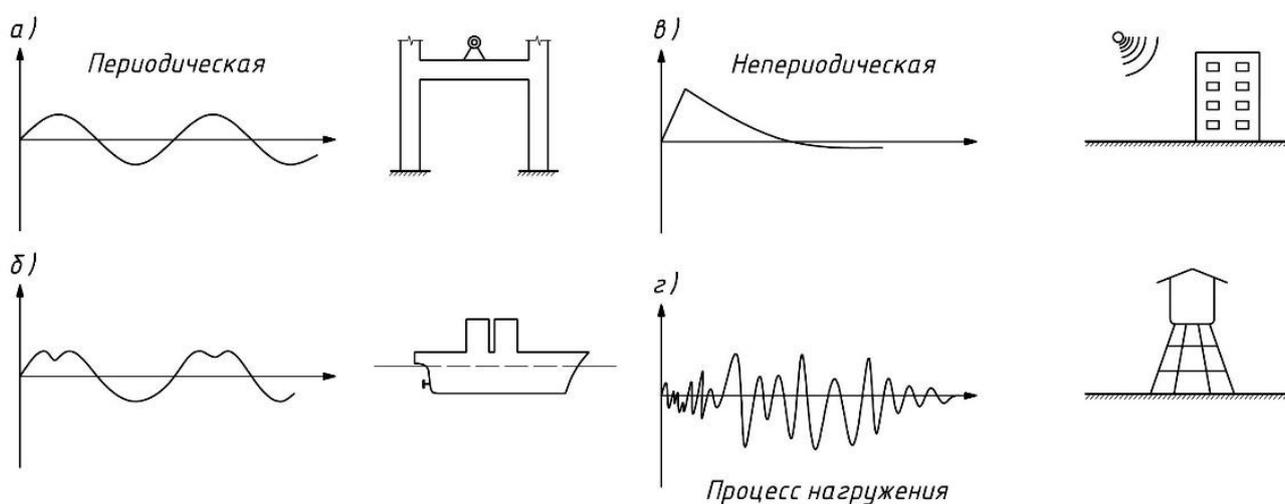 а)
Периодическая
в)
Непериодическая
б)
г)
Процесс нагружения